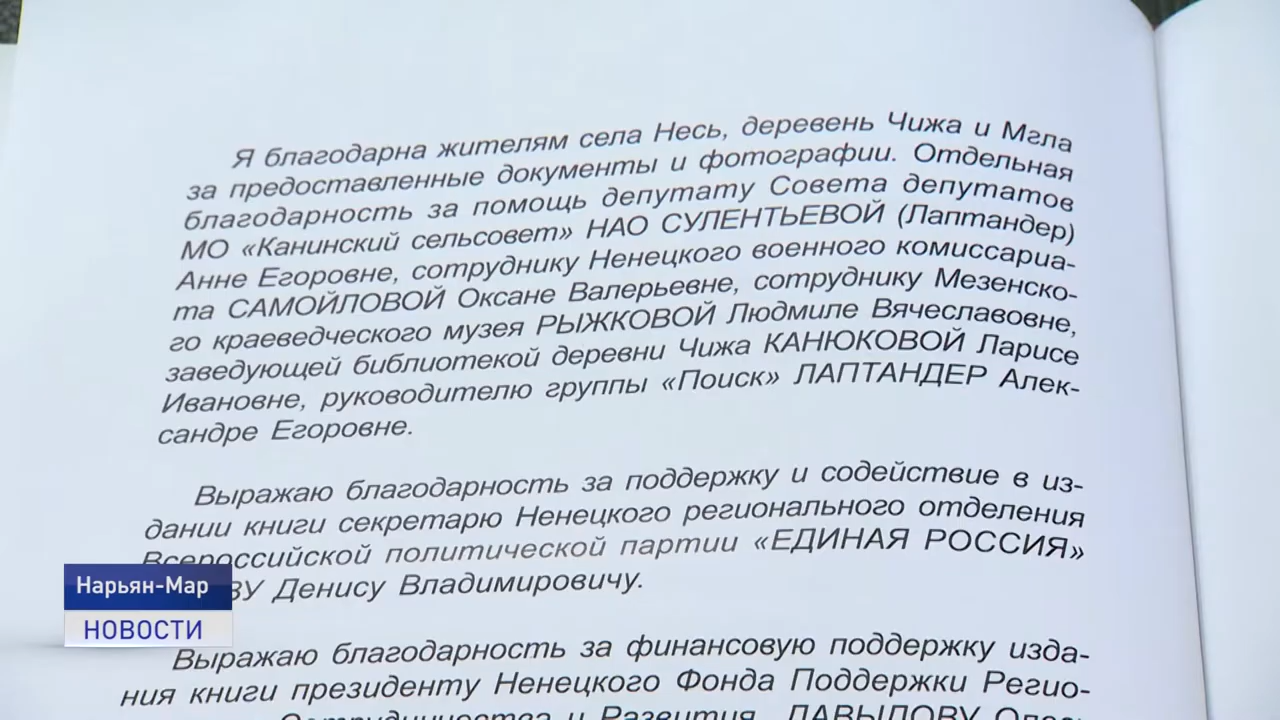 Я благодарна жителям села Несь, деревень Чижа и Мгла
за предоставленные документы и фотографии. Отдельная
благодарность за помощь депутату Совета депутатов
МО «Канинский сельсовет» НАО СУЛЕНТЬЕВОЙ (Лаптандер)
Анне Егоровне, сотруднику Ненецкого военного комиссариа-
та САМОЙЛОВОЙ Оксане Валерьевне, сотруднику Мезенско-
го краеведческого музея РЫЖКОВОЙ Людмиле Вячеславовне,
заведующей библиотекой деревни Чижа КАНЮКОВОЙ Ларисе
Ивановне, руководителю группы «Поиск» ЛАПТАНДЕР Алек-
сандре Егоровне.
Выражаю благодарность за поддержку и содействие в из-
дании книги секретарю Ненецкого регионального отделения
Всероссийской политической партии «ЕДИНАЯ РОССИЯ»
Денису Владимировичу.
Нарьян-Мар
НОВОСТИ
Выражаю благодарность за финансовую поддержку изда-
ния книги президенту Ненецкого Фонда Поддержки Регио-
Сотрудничества и Развития ДАВЫДОВУ